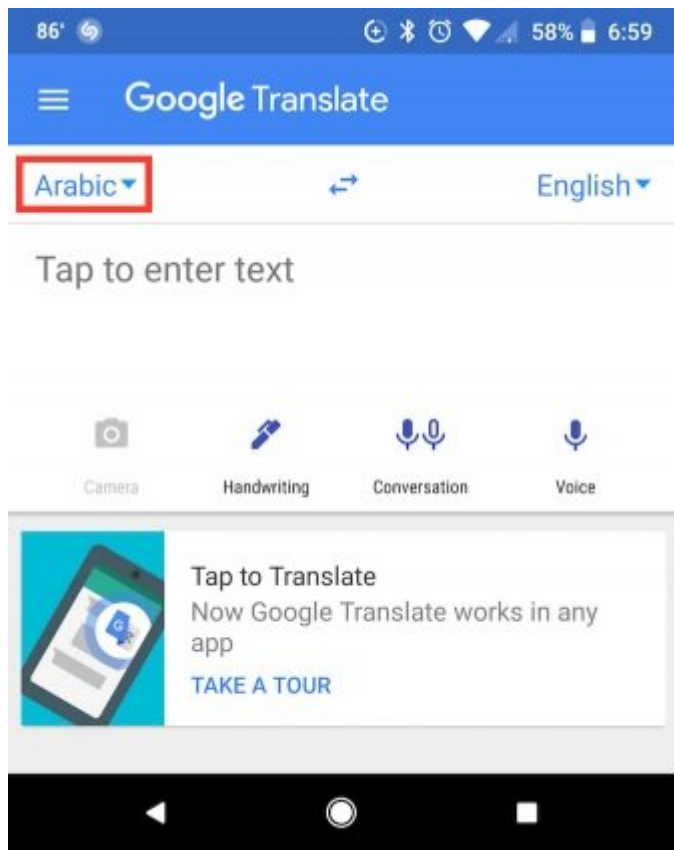 86°
58% 6:59
Google Translate
Arabic English
Tap to enter text
Camera Handwriting Conversation Voice
Tap to Translate
Now Google Translate works in any
app
TAKE A TOUR